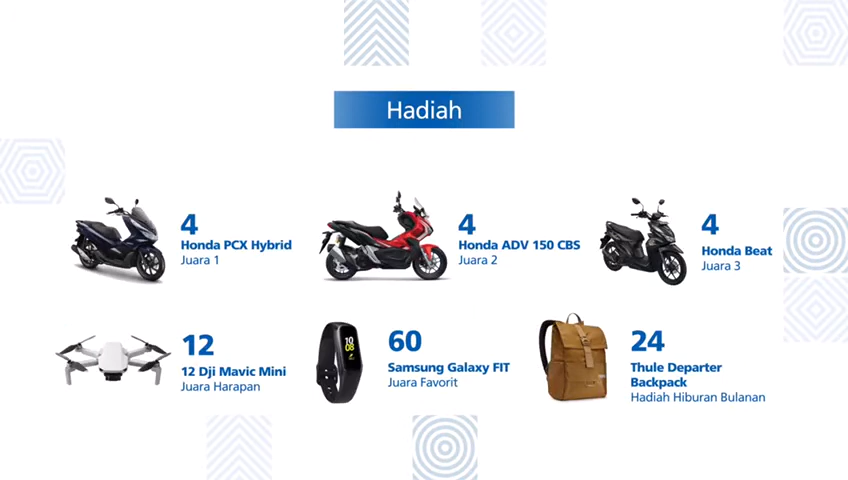 Hadiah
4
Honda PCX Hybrid
Juara 1
4
Honda ADV 150 CBS
Juara 2
4
Honda Beat
Juara 3
12
12 Dji Mavic Mini
Juara Harapan
10
08
60
Samsung Galaxy FIT
Juara Favorit
24
Thule Departer
Backpack
Hadiah Hiburan Bulanan